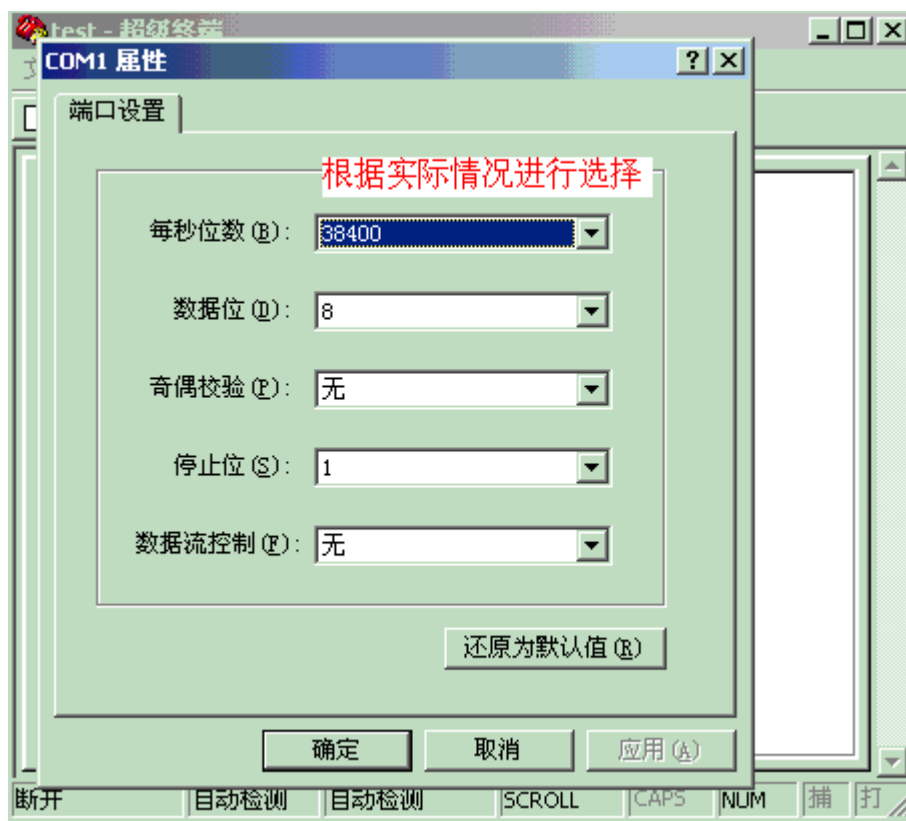 test - 超级终端
COM1 属性
端口设置
根据实际情况进行选择
每秒位数(B): 38400
数据位(D): 8
奇偶校验(P): 无
停止位(S): 1
数据流控制(F): 无
还原为默认值(R)
确定 取消 应用(A)
断开 自动检测 自动检测 SCROLL CAPS NUM 捕 打